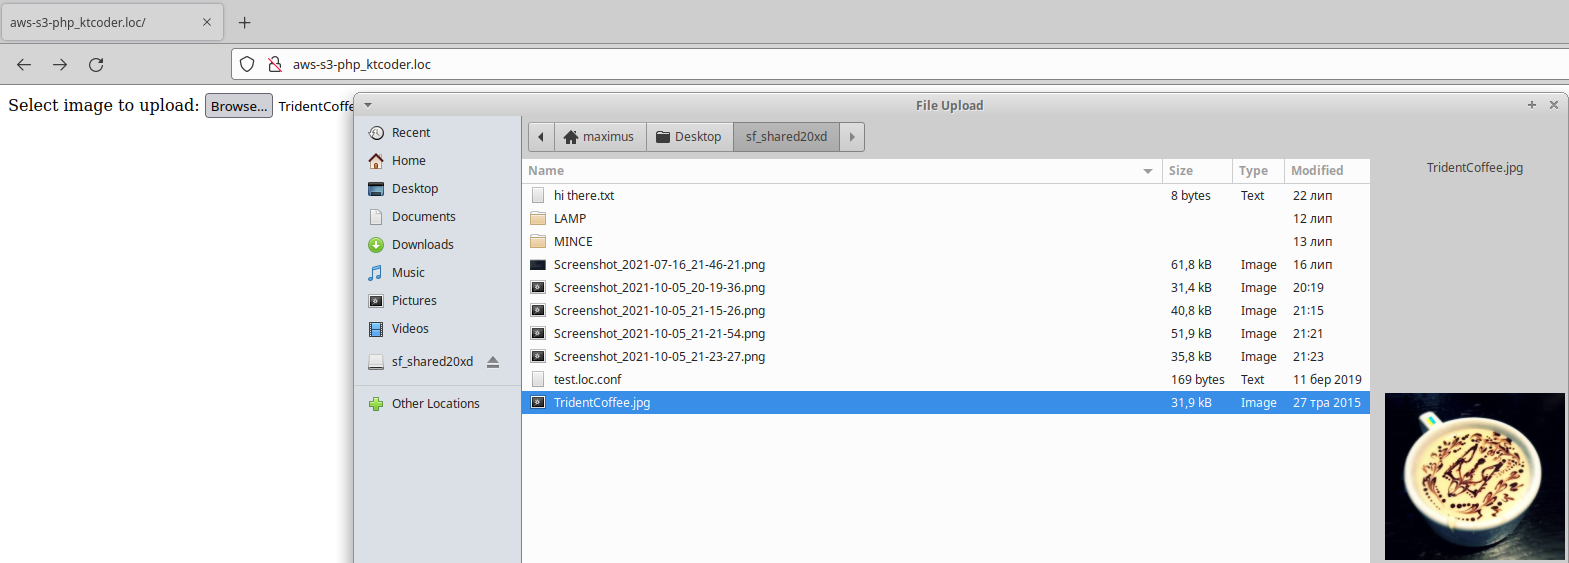 aws-s3-php_ktcoder.loc/
aws-s3-php_ktcoder.loc
Select image to upload: Browse... TridentCoffe
File Upload
Recent
Home
Desktop
Documents
Downloads
Music
Pictures
Videos
sf_shared20xd
Other Locations
maximus Desktop sf_shared20xd
Name Size Type Modified
hi there.txt 8 bytes Text 22 лип
LAMP 12 лип
MINCE 13 лип
Screenshot_2021-07-16_21-46-21.png 61,8 kB Image 16 лип
Screenshot_2021-10-05_20-19-36.png 31,4 kB Image 20:19
Screenshot_2021-10-05_21-15-26.png 40,8 kB Image 21:15
Screenshot_2021-10-05_21-21-54.png 51,9 kB Image 21:21
Screenshot_2021-10-05_21-23-27.png 35,8 kB Image 21:23
test.loc.conf 169 bytes Text 11 бер 2019
TridentCoffee.jpg 31,9 kB Image 27 тра 2015
TridentCoffee.jpg